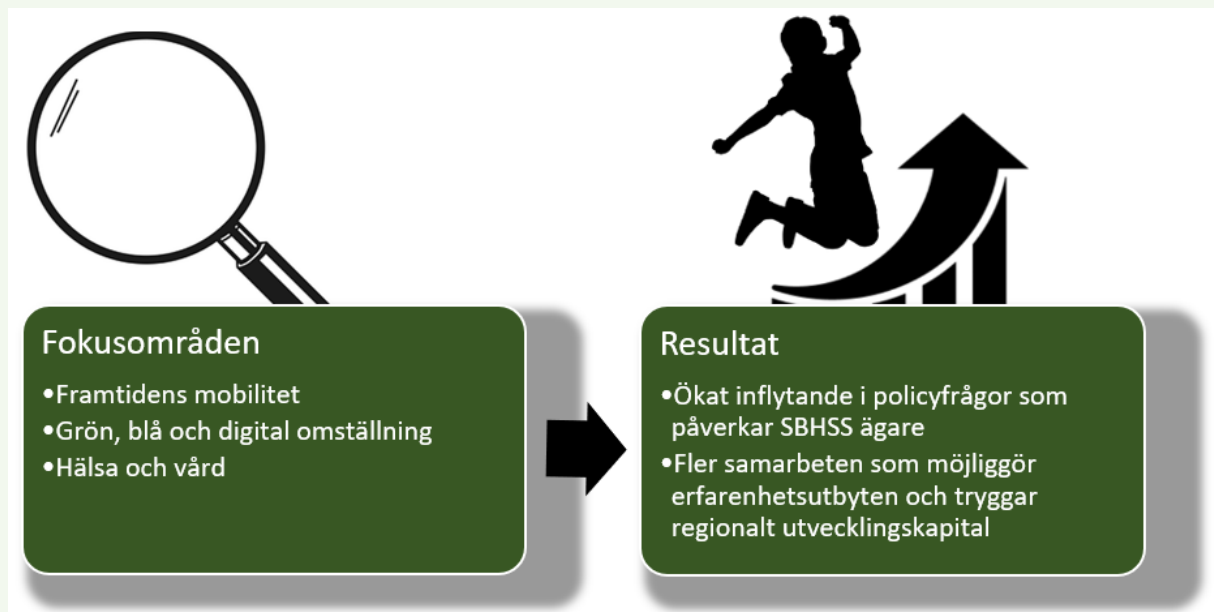 Fokusområden
•Framtidens mobilitet
•Grön, blå och digital omställning
•Hälsa och vård
Resultat
•Ökat inflytande i policyfrågor som
påverkar SBHSS ägare
•Fler samarbeten som möjliggör
erfarenhetsutbyten och tryggar
regionalt utvecklingskapital